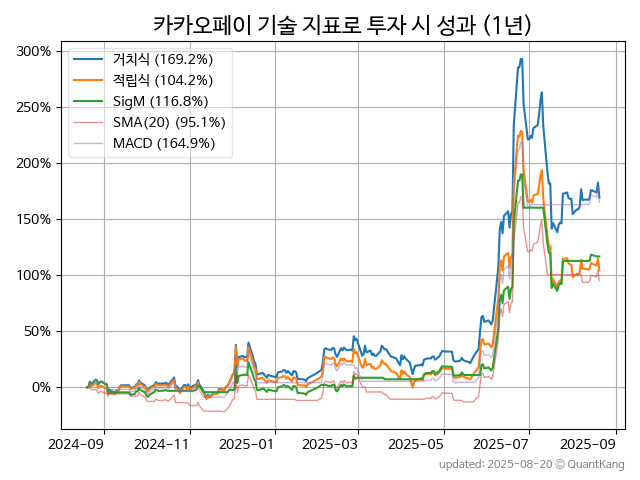 카카오페이 기술 지표로 투자 시 성과 (1년)
거치식 (169.2%)
적립식 (104.2%)
SigM (116.8%)
SMA(20) (95.1%)
MACD (164.9%)
300%
250%
200%
150%
100%
50%
0%
2024-09 2024-11 2025-01 2025-03 2025-05 2025-07 2025-09
updated: 2025-08-20 © QuantKang